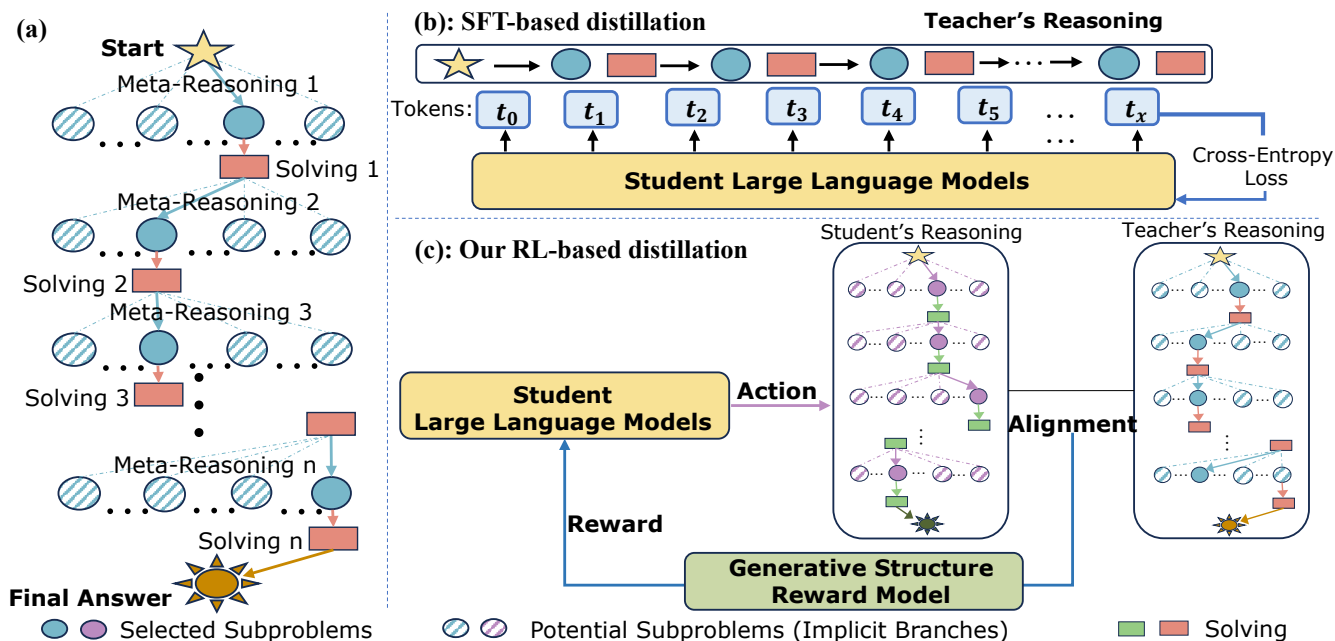 (a)
Start
Meta-Reasoning 1
Solving 1
Meta-Reasoning 2
Solving 2
Meta-Reasoning 3
Solving 3
Meta-Reasoning n
Solving n
Final Answer
(b): SFT-based distillation
Teacher's Reasoning
Tokens: t0 t1 t2 t3 t4 t5 tx
Student Large Language Models
Cross-Entropy
Loss
(c): Our RL-based distillation
Student's Reasoning
Teacher's Reasoning
Student
Large Language Models
Action
Alignment
Reward
Generative Structure
Reward Model
Selected Subproblems
Potential Subproblems (Implicit Branches)
Solving